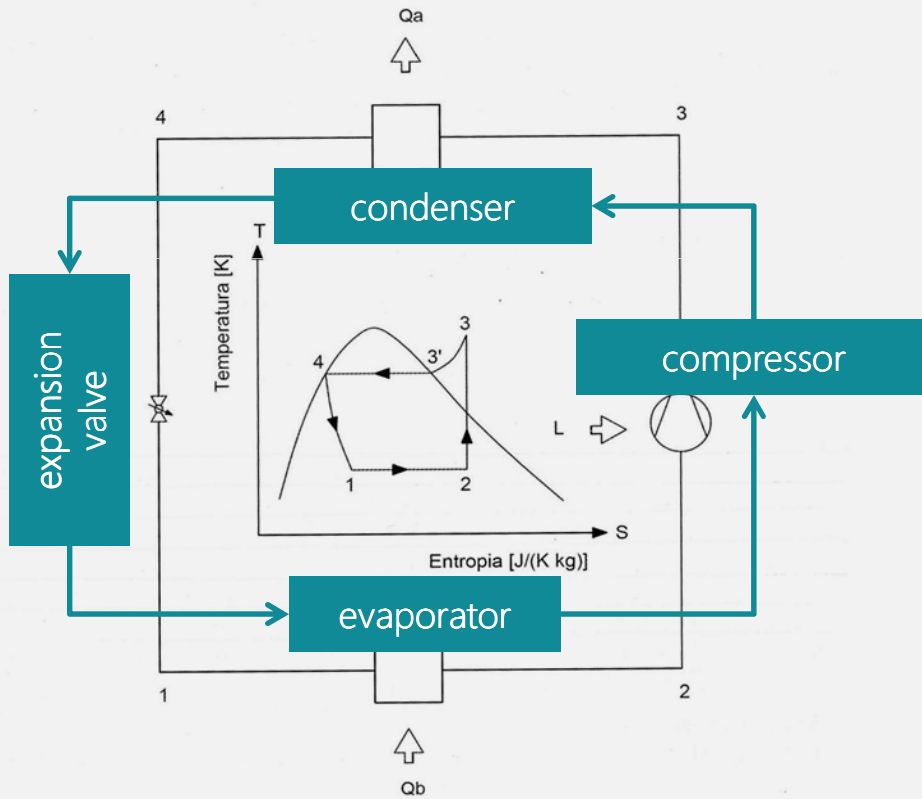 Qa
4
3
condenser
T
Temperatura [K]
expansion
valve
3
4
3'
compressor
L
1
2
S
Entropia [J/(K kg)]
evaporator
1
2
Qb